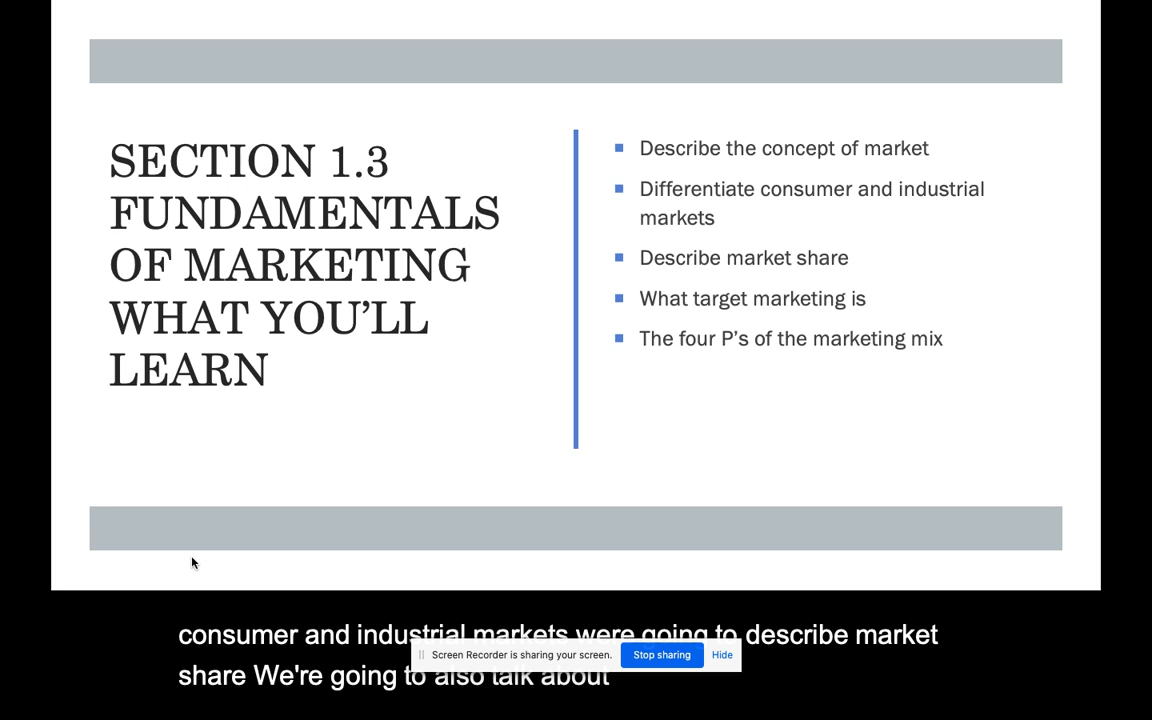 SECTION 1.3
FUNDAMENTALS
OF MARKETING
WHAT YOU’LL
LEARN
Describe the concept of market
Differentiate consumer and industrial
markets
Describe market share
What target marketing is
The four P’s of the marketing mix
consumer and industrial markets were going to describe market
Screen Recorder is sharing your screen. Stop sharing Hide
share We're going to also talk about